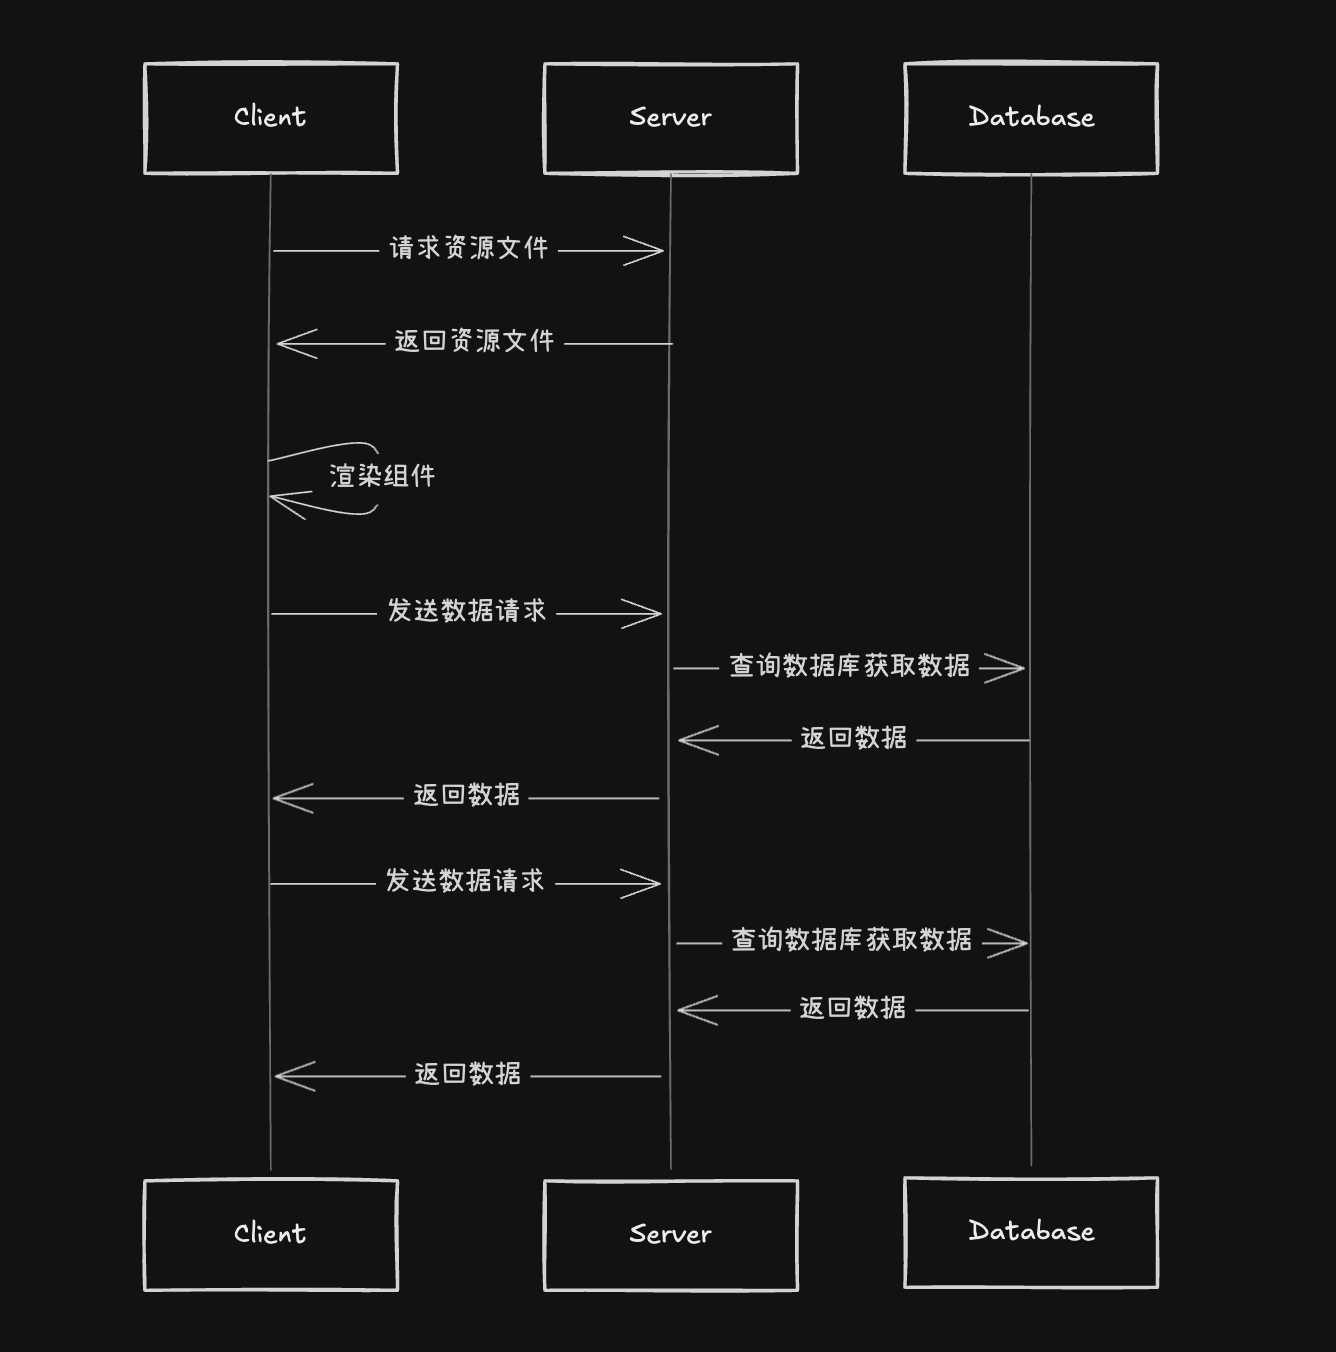 Client
Server
Database
请求资源文件
返回资源文件
渲染组件
发送数据请求
查询数据库获取数据
返回数据
返回数据
发送数据请求
查询数据库获取数据
返回数据
返回数据
Client
Server
Database